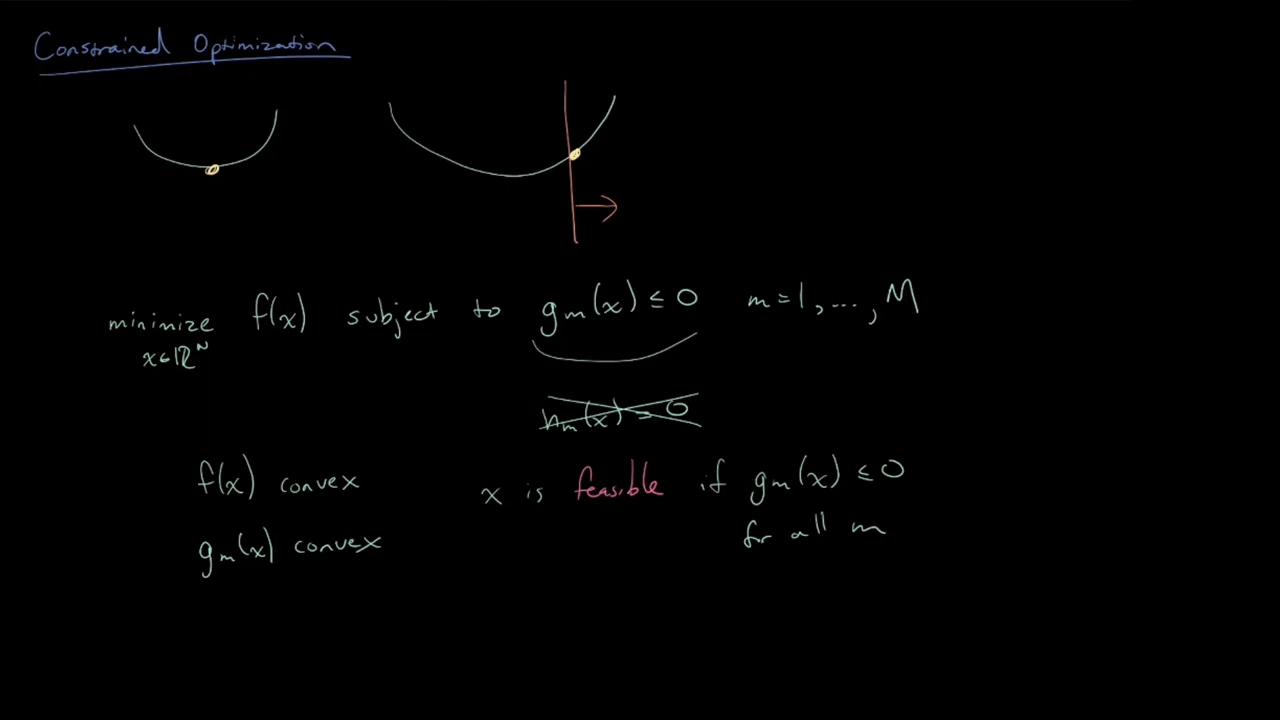 Constrained Optimization
minimize f(x) subject to gₘ(x) ≤ 0 m = 1, ..., M
x ∈ ℝᴺ
hₘ(x) = 0
f(x) convex
x is feasible if gₘ(x) ≤ 0
for all m
gₘ(x) convex